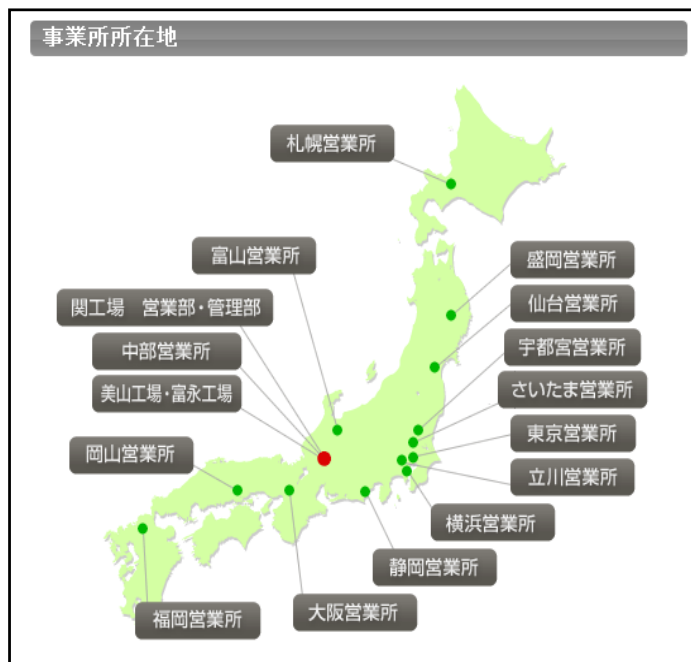 事業所所在地
札幌営業所
富山営業所
盛岡営業所
関工場　営業部・管理部
仙台営業所
中部営業所
宇都宮営業所
美山工場・富永工場
さいたま営業所
東京営業所
岡山営業所
立川営業所
横浜営業所
静岡営業所
大阪営業所
福岡営業所